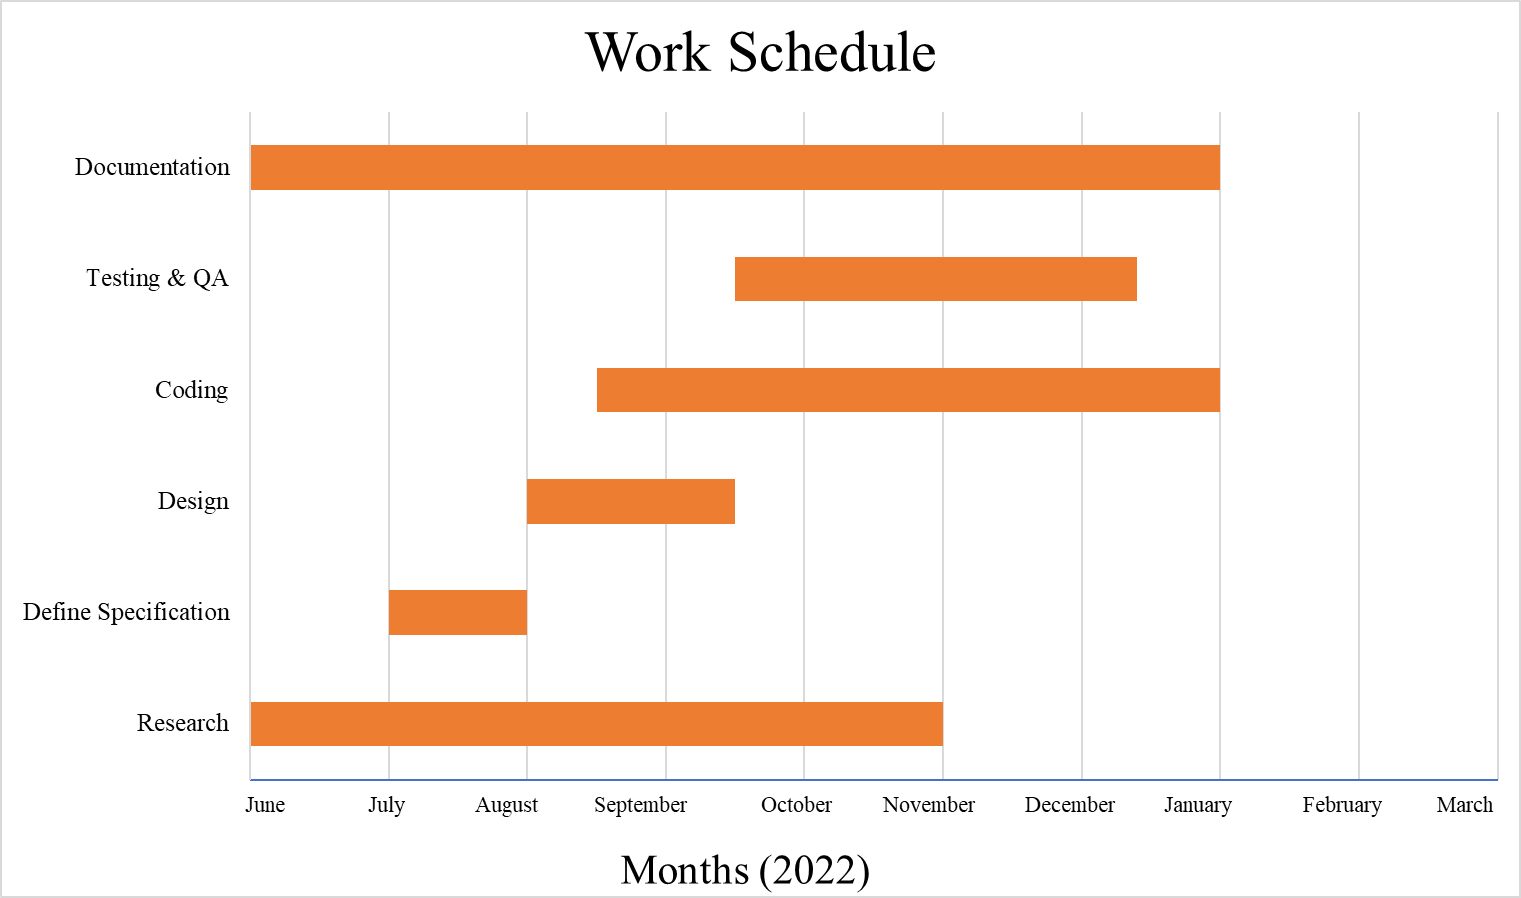 Work Schedule
Documentation
Testing & QA
Coding
Design
Define Specification
Research
June July August September October November December January February March
Months (2022)